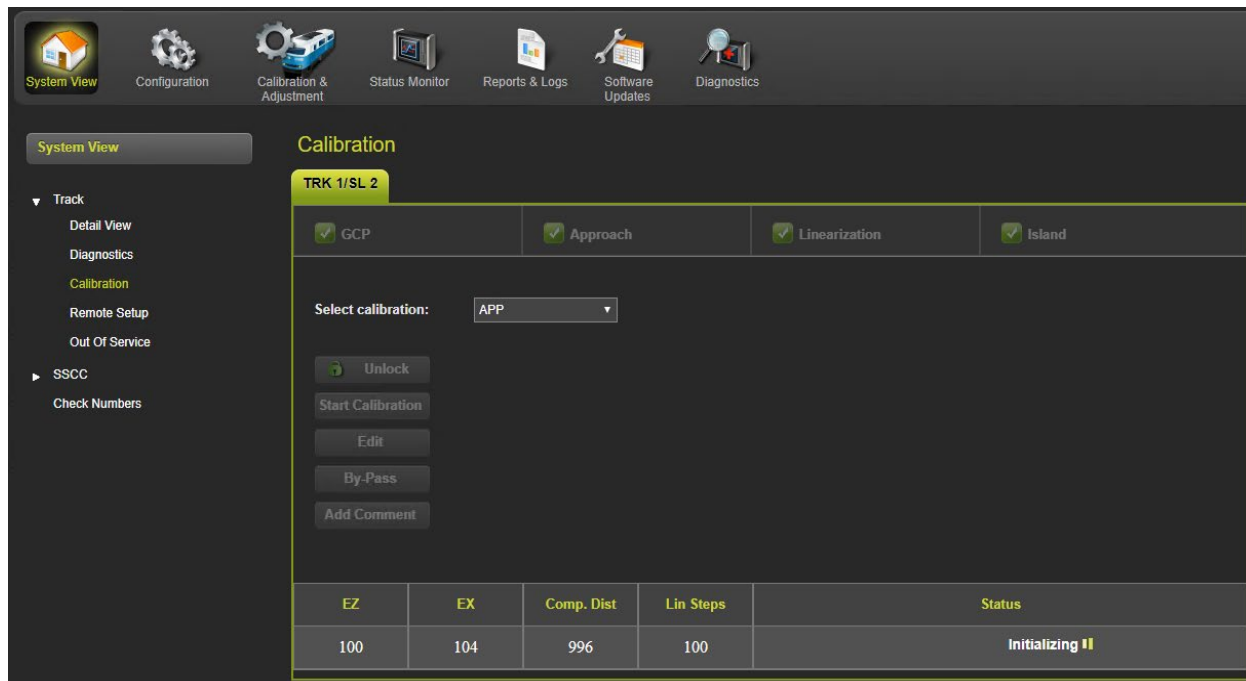 System View
Configuration
Calibration &
Adjustment
Status Monitor
Reports & Logs
Software
Updates
Diagnostics
System View
Track
Detail View
Diagnostics
Calibration
Remote Setup
Out Of Service
SSCC
Check Numbers
Calibration
TRK 1/SL 2
GCP Approach Linearization Island
Select calibration: APP
Unlock
Start Calibration
Edit
By-Pass
Add Comment
EZ EX Comp. Dist Lin Steps Status
100 104 996 100 Initializing